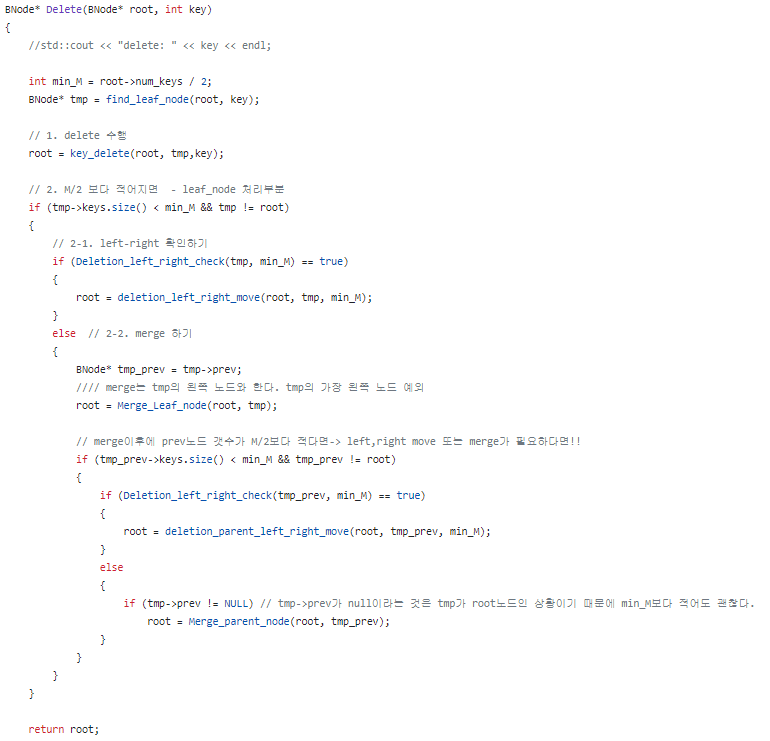 BNode* Delete(BNode* root, int key)
{
    //std::cout << "delete: " << key << endl;

    int min_M = root->num_keys / 2;
    BNode* tmp = find_leaf_node(root, key);

    // 1. delete 수행
    root = key_delete(root, tmp,key);

    // 2. M/2 보다 적어지면  - leaf_node 처리부분
    if (tmp->keys.size() < min_M && tmp != root)
    {
        // 2-1. left-right 확인하기
        if (Deletion_left_right_check(tmp, min_M) == true)
        {
            root = deletion_left_right_move(root, tmp, min_M);
        }
        else  // 2-2. merge 하기
        {
            BNode* tmp_prev = tmp->prev;
            //// merge는 tmp의 왼쪽 노드와 한다. tmp의 가장 왼쪽 노드 예외
            root = Merge_Leaf_node(root, tmp);

            // merge이후에 prev노드 갯수가 M/2보다 적다면-> left,right move 또는 merge가 필요하다면!!
            if (tmp_prev->keys.size() < min_M && tmp_prev != root)
            {
                if (Deletion_left_right_check(tmp_prev, min_M) == true)
                {
                    root = deletion_parent_left_right_move(root, tmp_prev, min_M);
                }
                else
                {
                    if (tmp->prev != NULL) // tmp->prev가 null이라는 것은 tmp가 root노드인 상황이기 때문에 min_M보다 적어도 괜찮다.
                        root = Merge_parent_node(root, tmp_prev);
                }
            }
        }
    }

    return root;